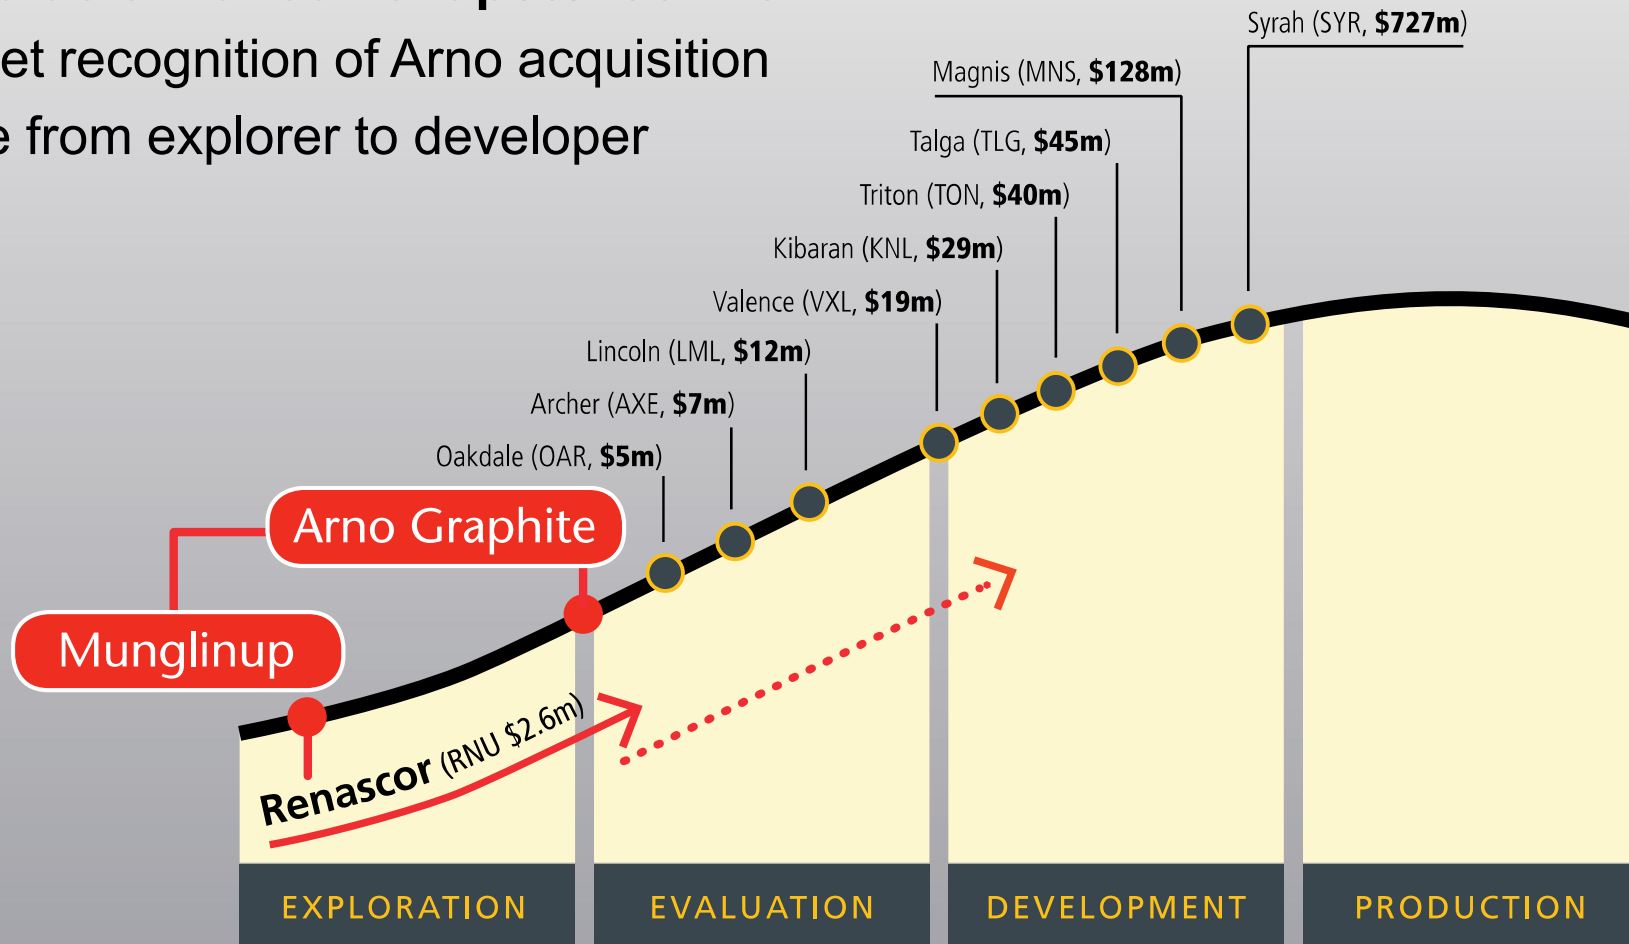 et recognition of Arno acquisition
from explorer to developer
Syrah (SYR, $727m)
Magnis (MNS, $128m)
Talga (TLG, $45m)
Triton (TON, $40m)
Kibaran (KNL, $29m)
Valence (VXL, $19m)
Lincoln (LML, $12m)
Archer (AXE, $7m)
Oakdale (OAR, $5m)
Arno Graphite
Munglinup
Renascor (RNU $2.6m)
EXPLORATION
EVALUATION
DEVELOPMENT
PRODUCTION